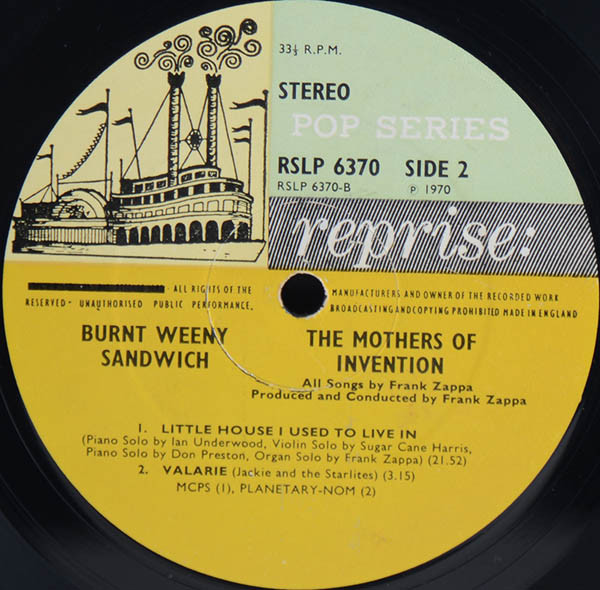 33⅓ R.P.M.
STEREO
POP SERIES
RSLP 6370 SIDE 2
RSLP 6370-B ℗ 1970
reprise:
· ALL RIGHTS OF THE MANUFACTURERS AND OWNER OF THE RECORDED WORK
RESERVED · UNAUTHORISED PUBLIC PERFORMANCE, BROADCASTING AND COPYING PROHIBITED MADE IN ENGLAND
BURNT WEENY
SANDWICH
THE MOTHERS OF
INVENTION
All Songs by Frank Zappa
Produced and Conducted by Frank Zappa
1. LITTLE HOUSE I USED TO LIVE IN
(Piano Solo by Ian Underwood, Violin Solo by Sugar Cane Harris,
Piano Solo by Don Preston, Organ Solo by Frank Zappa) (21.52)
2. VALARIE (Jackie and the Starlites) (3.15)
MCPS (1), PLANETARY-NOM (2)